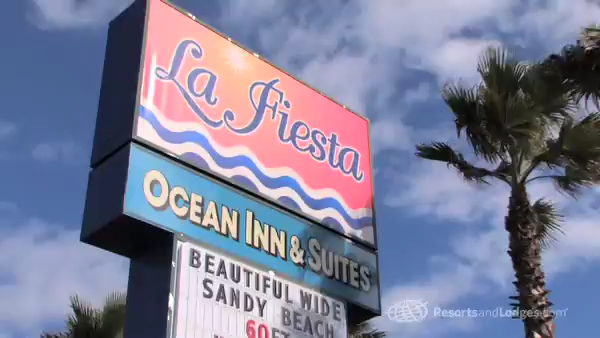 La Fiesta
OCEAN INN & SUITES
BEAUTIFUL WIDE
SANDY BEACH
ResortsandLodges.com